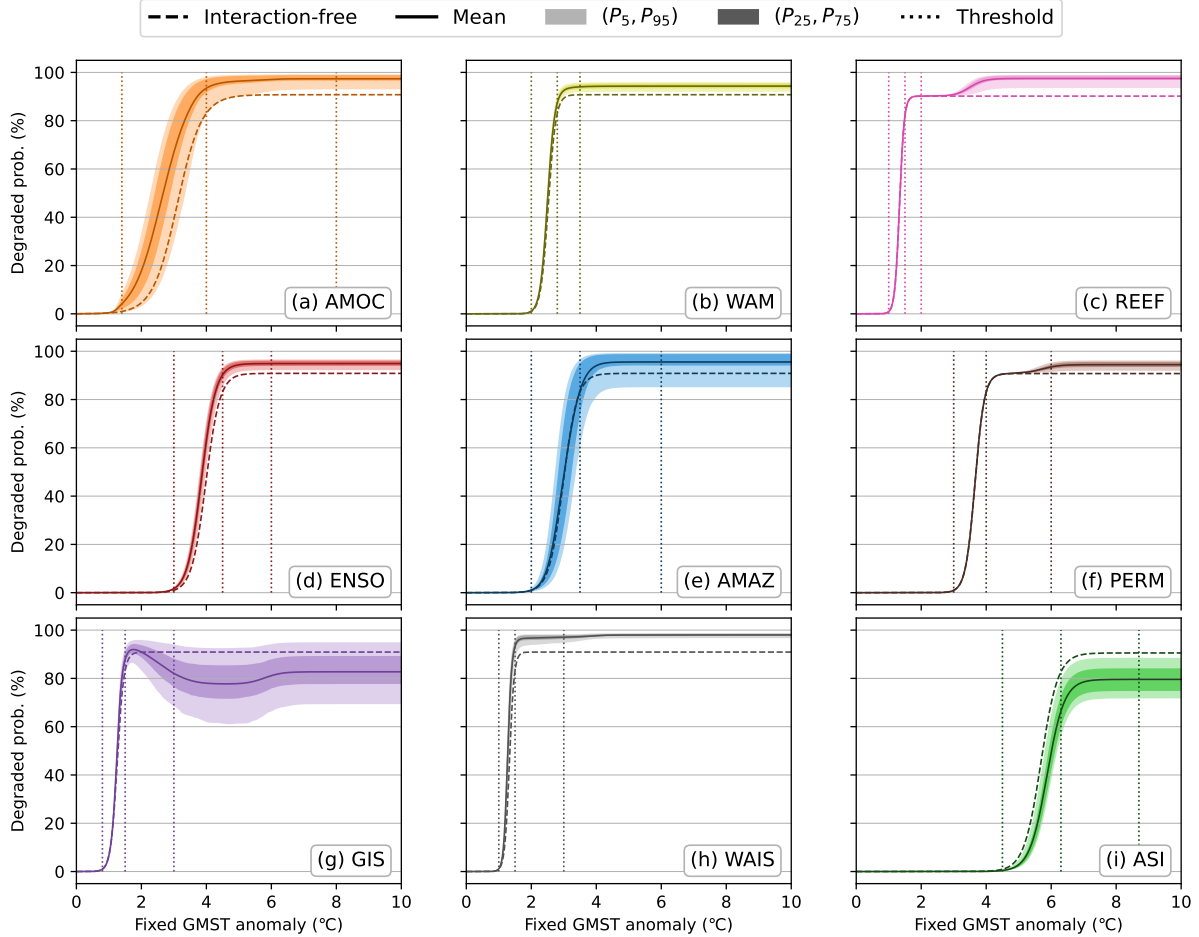 Interaction-free Mean (P5, P95) (P25, P75) Threshold
Degraded prob. (%)
100
80
60
40
20
0
(a) AMOC
(b) WAM
(c) REEF
Degraded prob. (%)
100
80
60
40
20
0
(d) ENSO
(e) AMAZ
(f) PERM
Degraded prob. (%)
100
80
60
40
20
0
(g) GIS
(h) WAIS
(i) ASI
0 2 4 6 8 10
0 2 4 6 8 10
0 2 4 6 8 10
Fixed GMST anomaly (℃)
Fixed GMST anomaly (℃)
Fixed GMST anomaly (℃)